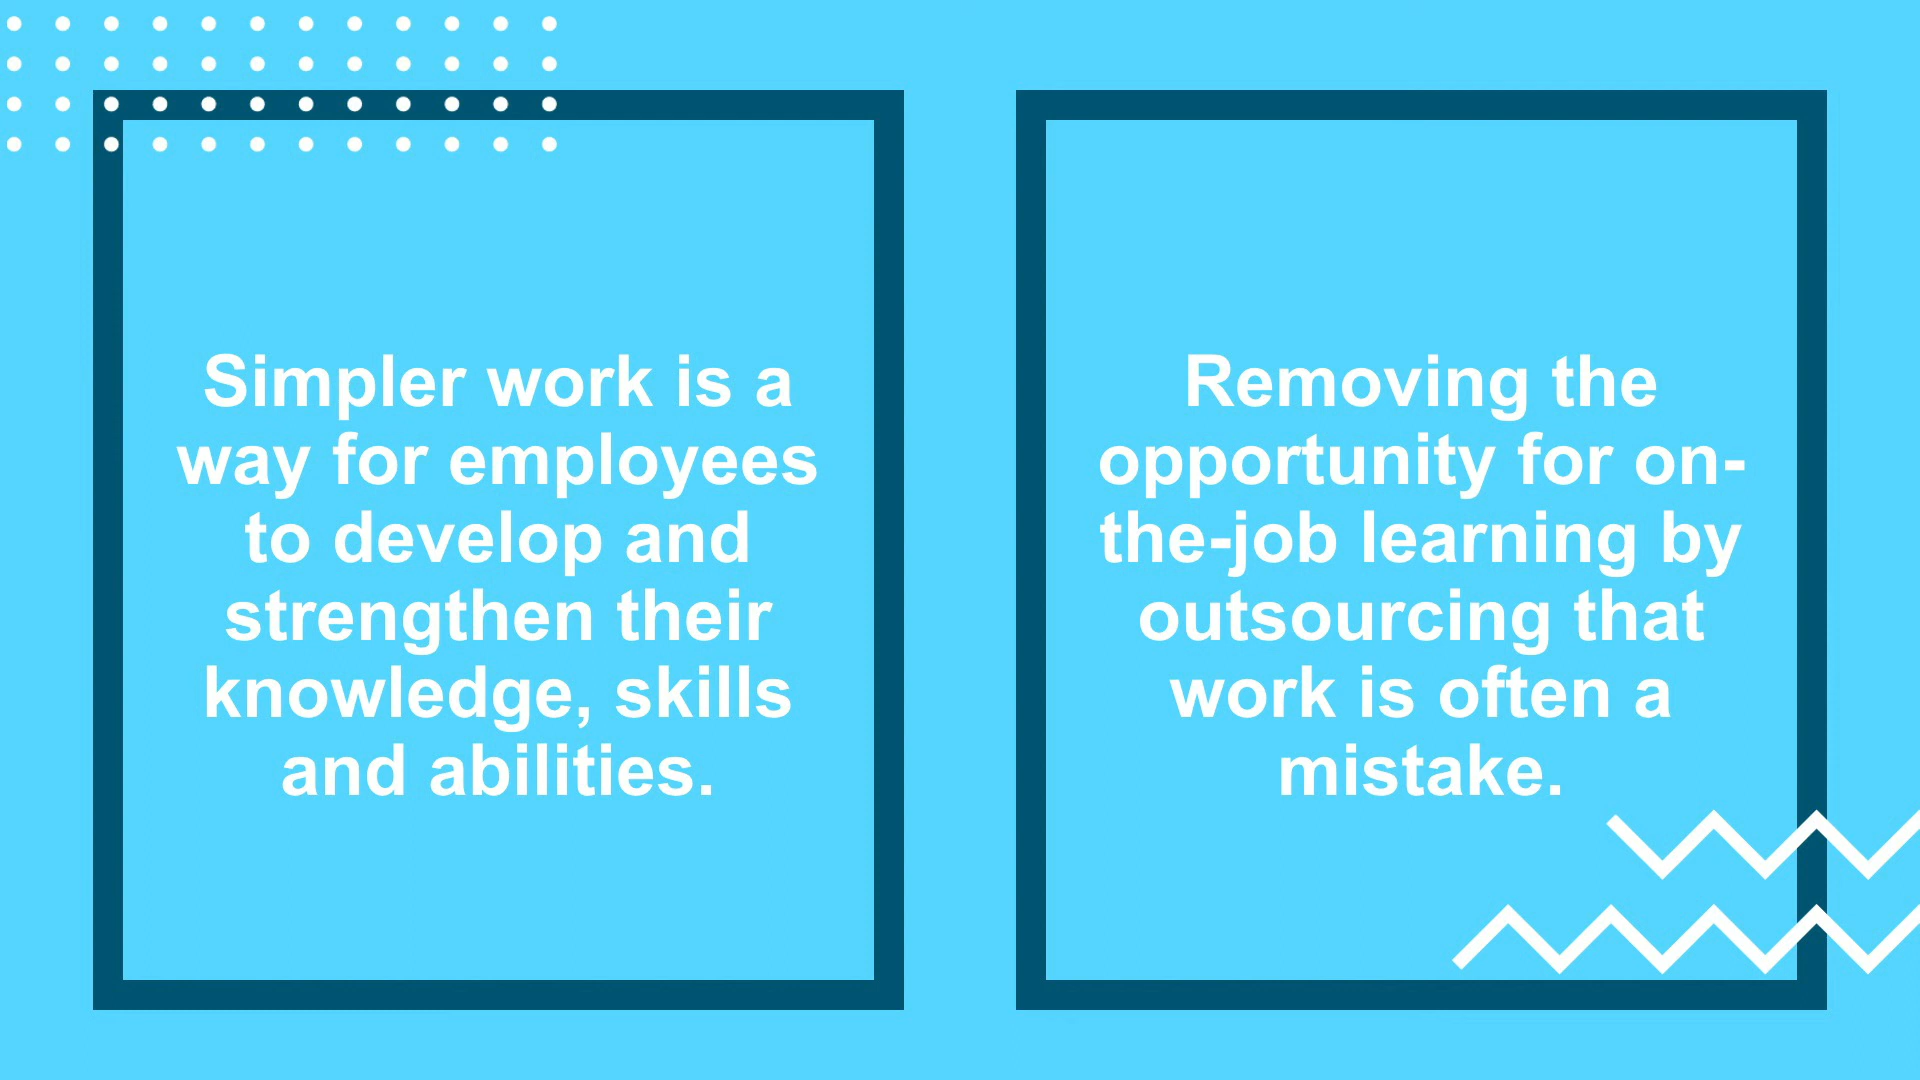 Simpler work is a
way for employees
to develop and
strengthen their
knowledge, skills
and abilities.
Removing the
opportunity for on-
the-job learning by
outsourcing that
work is often a
mistake.